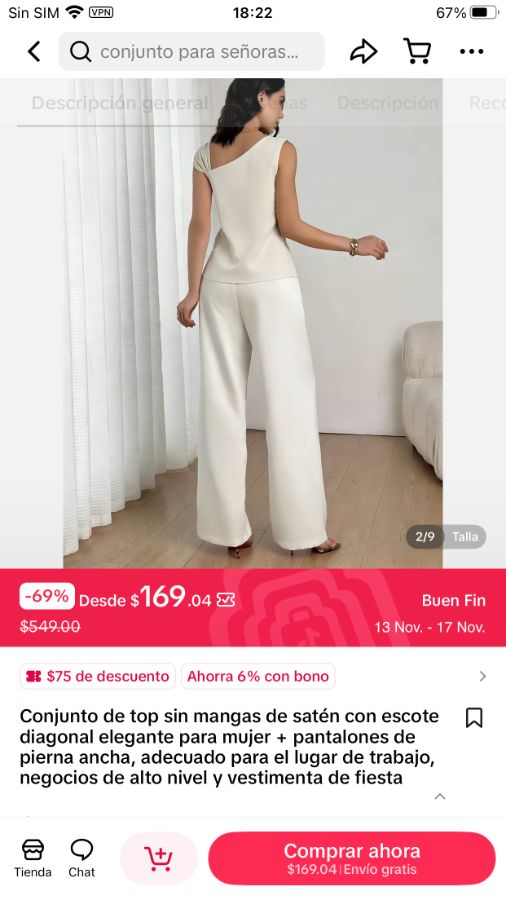 Sin SIM VPN 18:22 67%
conjunto para señoras...
Descripción general Descripción
2/9 Talla
-69% Desde $169.04 Buen Fin
$549.00 13 Nov. - 17 Nov.
$75 de descuento Ahorra 6% con bono
Conjunto de top sin mangas de satén con escote
diagonal elegante para mujer + pantalones de
pierna ancha, adecuado para el lugar de trabajo,
negocios de alto nivel y vestimenta de fiesta
Comprar ahora
Tienda Chat $169.04 | Envío gratis